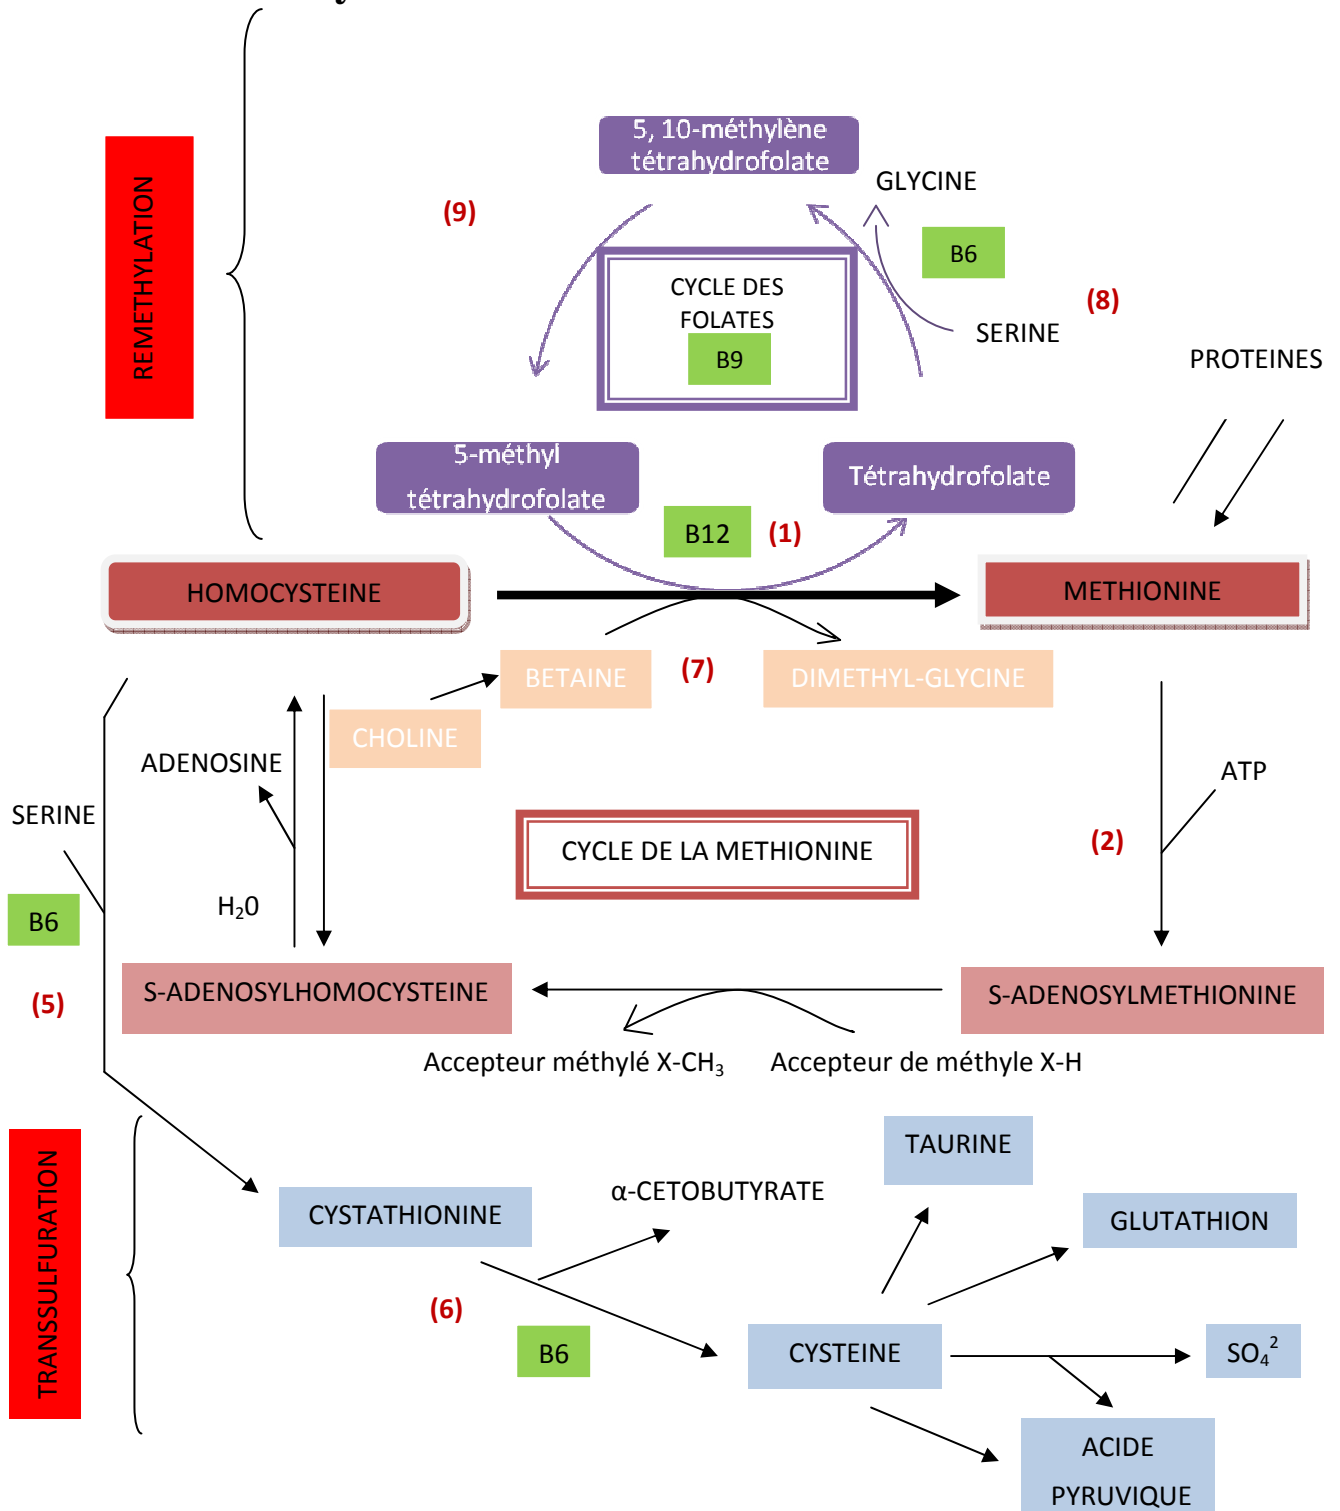 REMETHYLATION
5, 10-méthylène
tétrahydrofolate
GLYCINE
(9)
B6
CYCLE DES
FOLATES
B9
(8)
SERINE
PROTEINES
5-méthyl
tétrahydrofolate
Tétrahydrofolate
B12
(1)
HOMOCYSTEINE
METHIONINE
BETAINE
(7)
DIMETHYL-GLYCINE
CHOLINE
ADENOSINE
ATP
SERINE
CYCLE DE LA METHIONINE
(2)
B6
H₂0
(5)
S-ADENOSYLHOMOCYSTEINE
S-ADENOSYLMETHIONINE
Accepteur méthylé X-CH₃
Accepteur de méthyle X-H
TRANSSULFURATION
TAURINE
α-CETOBUTYRATE
CYSTATHIONINE
GLUTATHION
(6)
B6
CYSTEINE
SO₄²
ACIDE
PYRUVIQUE